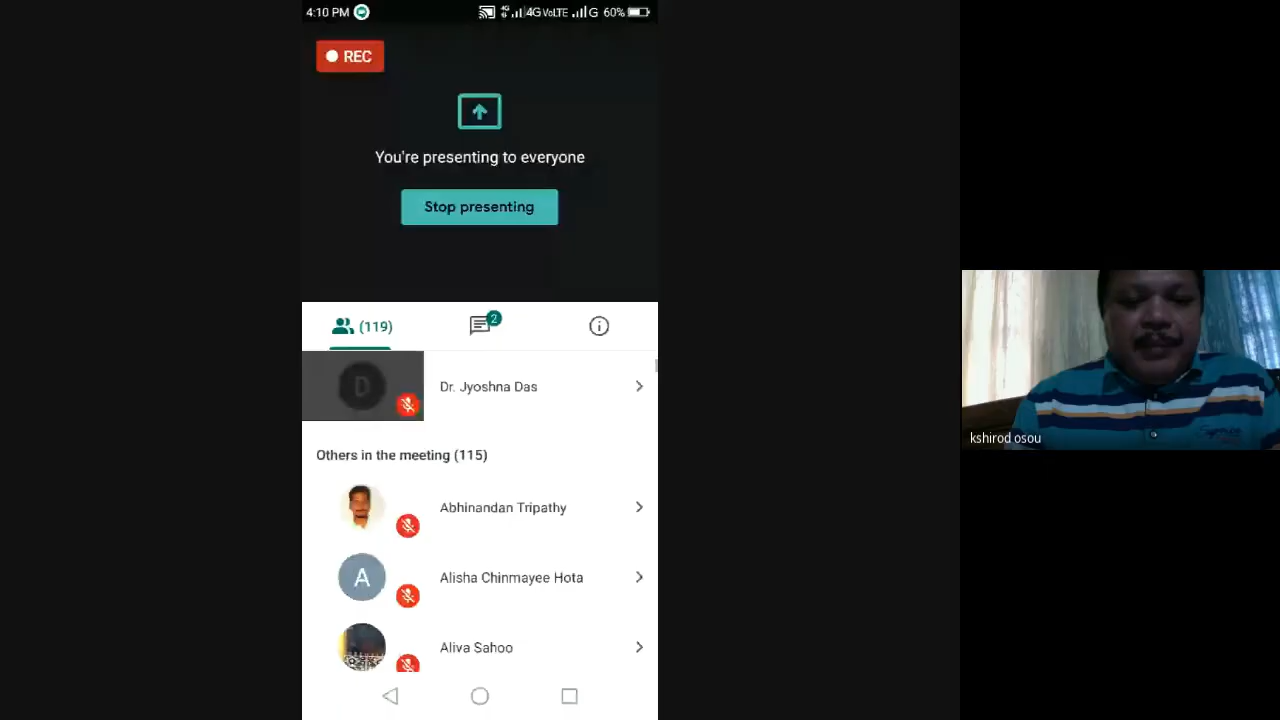 4:10 PM 4G 4G VoLTE G 60%
REC
You're presenting to everyone
Stop presenting
(119) 2
D Dr. Jyoshna Das
Others in the meeting (115)
Abhinandan Tripathy
A Alisha Chinmayee Hota
Aliva Sahoo
kshirod osou